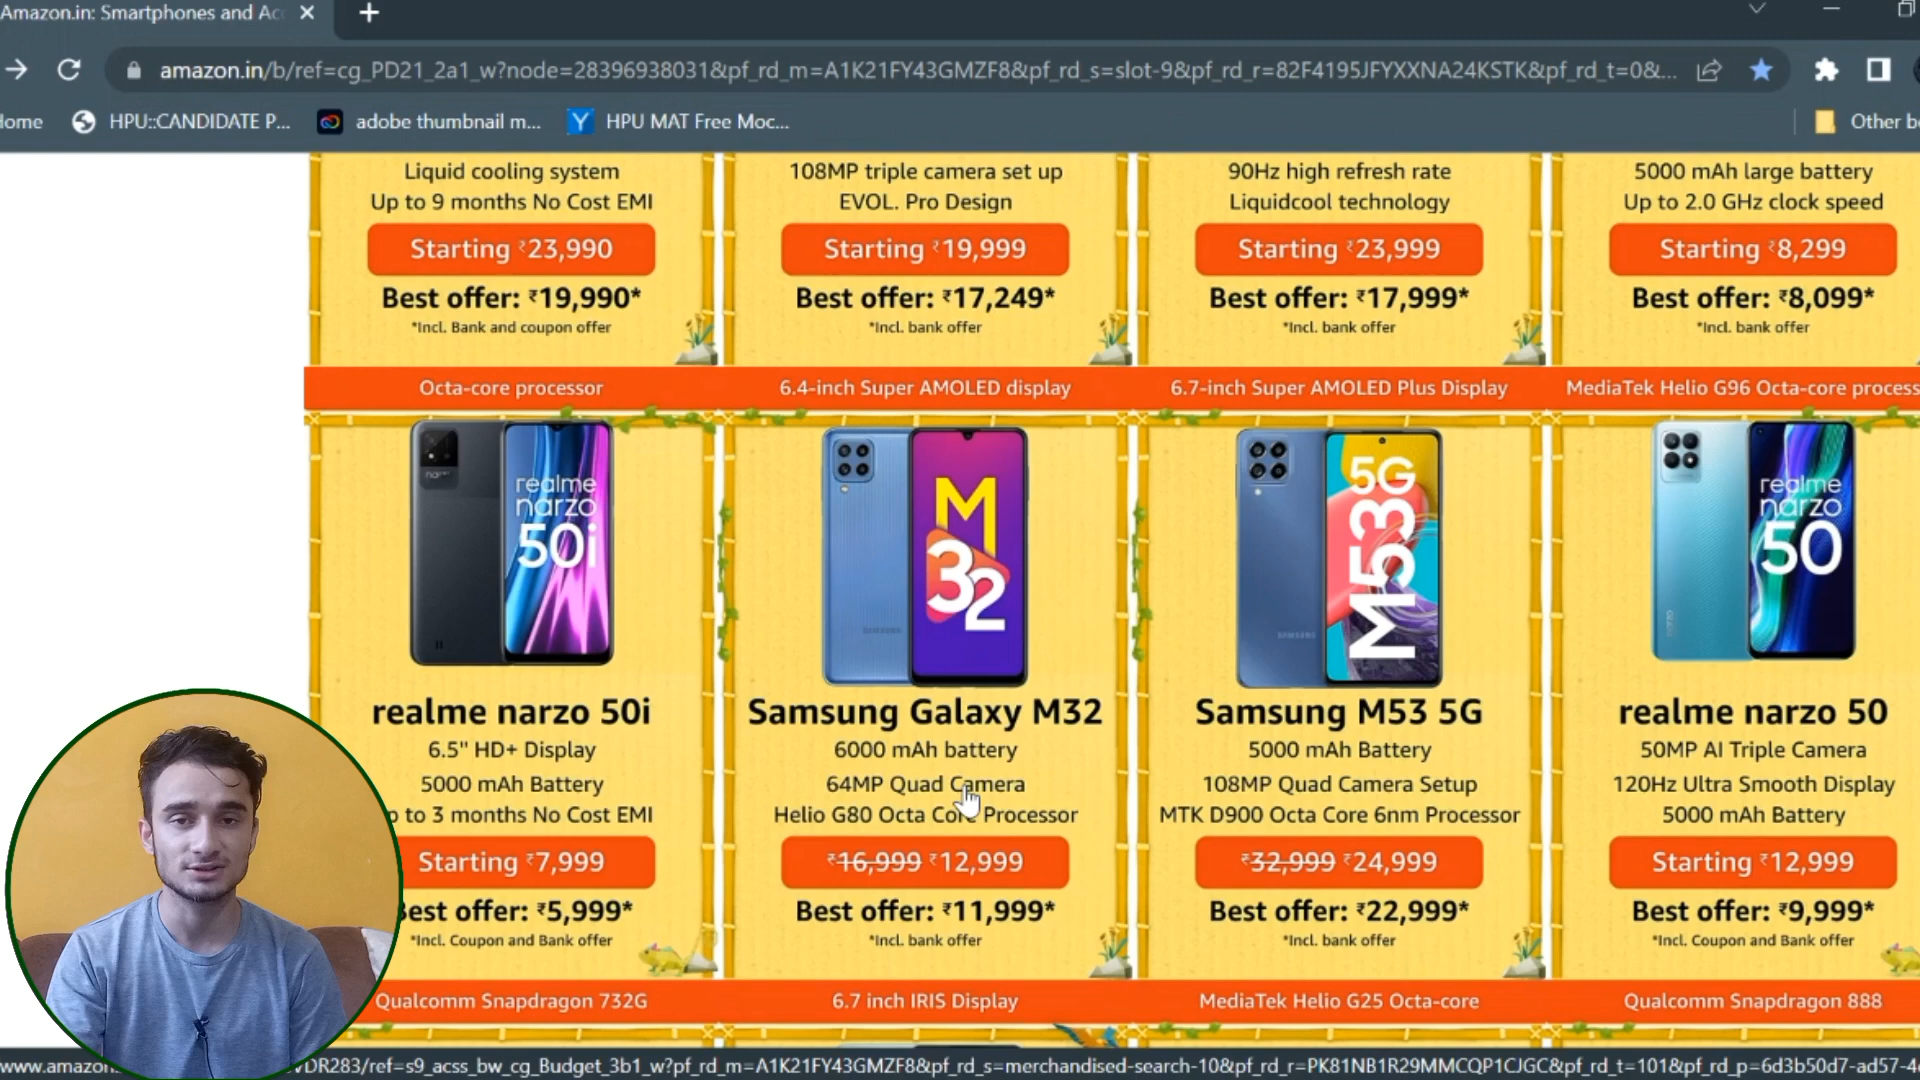 Amazon.in: Smartphones and Acc
amazon.in/b/ref=cg_PD21_2a1_w?node=28396938031&pf_rd_m=A1K21FY43GMZF8&pf_rd_s=slot-9&pf_rd_r=82F4195JFYXXNA24KSTK&pf_rd_t=0&...
Home
HPU::CANDIDATE P...
adobe thumbnail m...
HPU MAT Free Moc...
Other bo
Liquid cooling system
Up to 9 months No Cost EMI
Starting ₹23,990
Best offer: ₹19,990*
*Incl. Bank and coupon offer
108MP triple camera set up
EVOL. Pro Design
Starting ₹19,999
Best offer: ₹17,249*
*Incl. bank offer
90Hz high refresh rate
Liquidcool technology
Starting ₹23,999
Best offer: ₹17,999*
*Incl. bank offer
5000 mAh large battery
Up to 2.0 GHz clock speed
Starting ₹8,299
Best offer: ₹8,099*
*Incl. bank offer
Octa-core processor
6.4-inch Super AMOLED display
6.7-inch Super AMOLED Plus Display
MediaTek Helio G96 Octa-core process
realme
narzo
50i
realme narzo 50i
6.5" HD+ Display
5000 mAh Battery
p to 3 months No Cost EMI
Starting ₹7,999
Best offer: ₹5,999*
*Incl. Coupon and Bank offer
M
32
SAMSUNG
Samsung Galaxy M32
6000 mAh battery
64MP Quad Camera
Helio G80 Octa Core Processor
₹16,999 ₹12,999
Best offer: ₹11,999*
*Incl. bank offer
M53 5G
SAMSUNG
Samsung M53 5G
5000 mAh Battery
108MP Quad Camera Setup
MTK D900 Octa Core 6nm Processor
₹32,999 ₹24,999
Best offer: ₹22,999*
*Incl. bank offer
realme
narzo
50
realme narzo 50
50MP AI Triple Camera
120Hz Ultra Smooth Display
5000 mAh Battery
Starting ₹12,999
Best offer: ₹9,999*
*Incl. Coupon and Bank offer
Qualcomm Snapdragon 732G
6.7 inch IRIS Display
MediaTek Helio G25 Octa-core
Qualcomm Snapdragon 888
www.amazon
VDR283/ref=s9_acss_bw_cg_Budget_3b1_w?pf_rd_m=A1K21FY43GMZF8&pf_rd_s=merchandised-search-10&pf_rd_r=PK81NB1R29MMCQP1CJGC&pf_rd_t=101&pf_rd_p=6d3b50d7-ad57-4